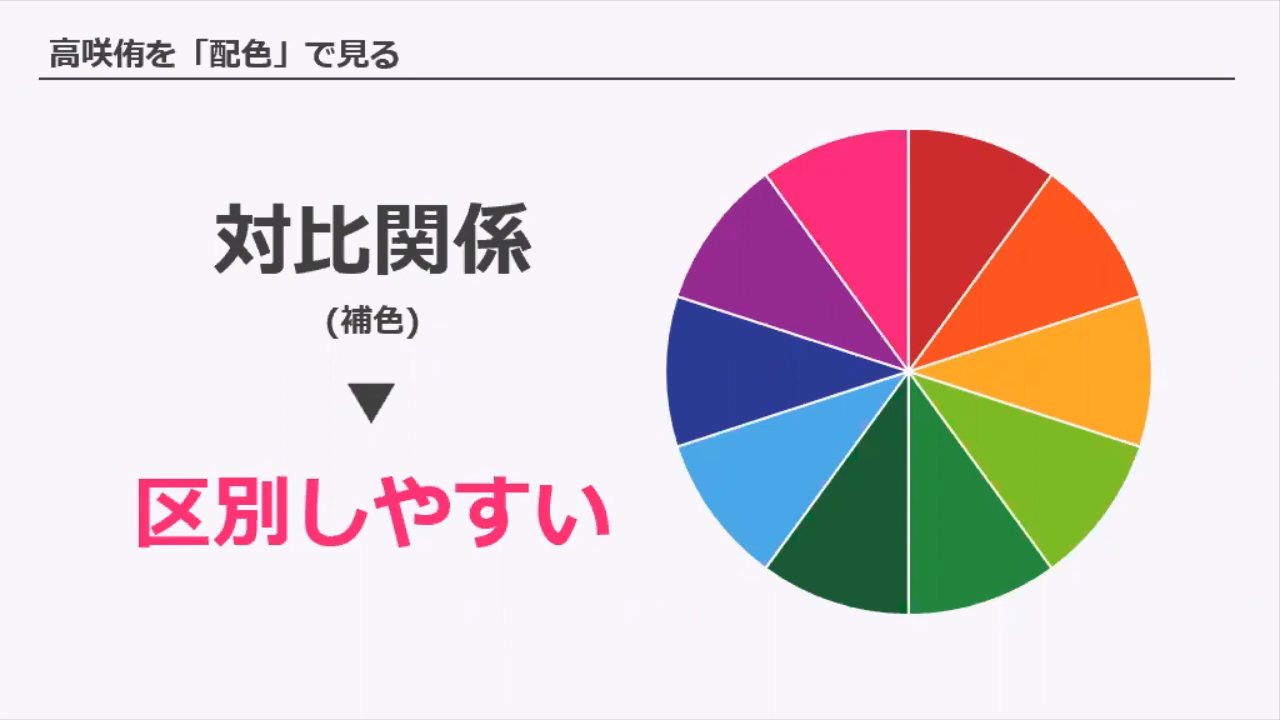 高咲侑を「配色」で見る
対比関係
(補色)
▼
区別しやすい